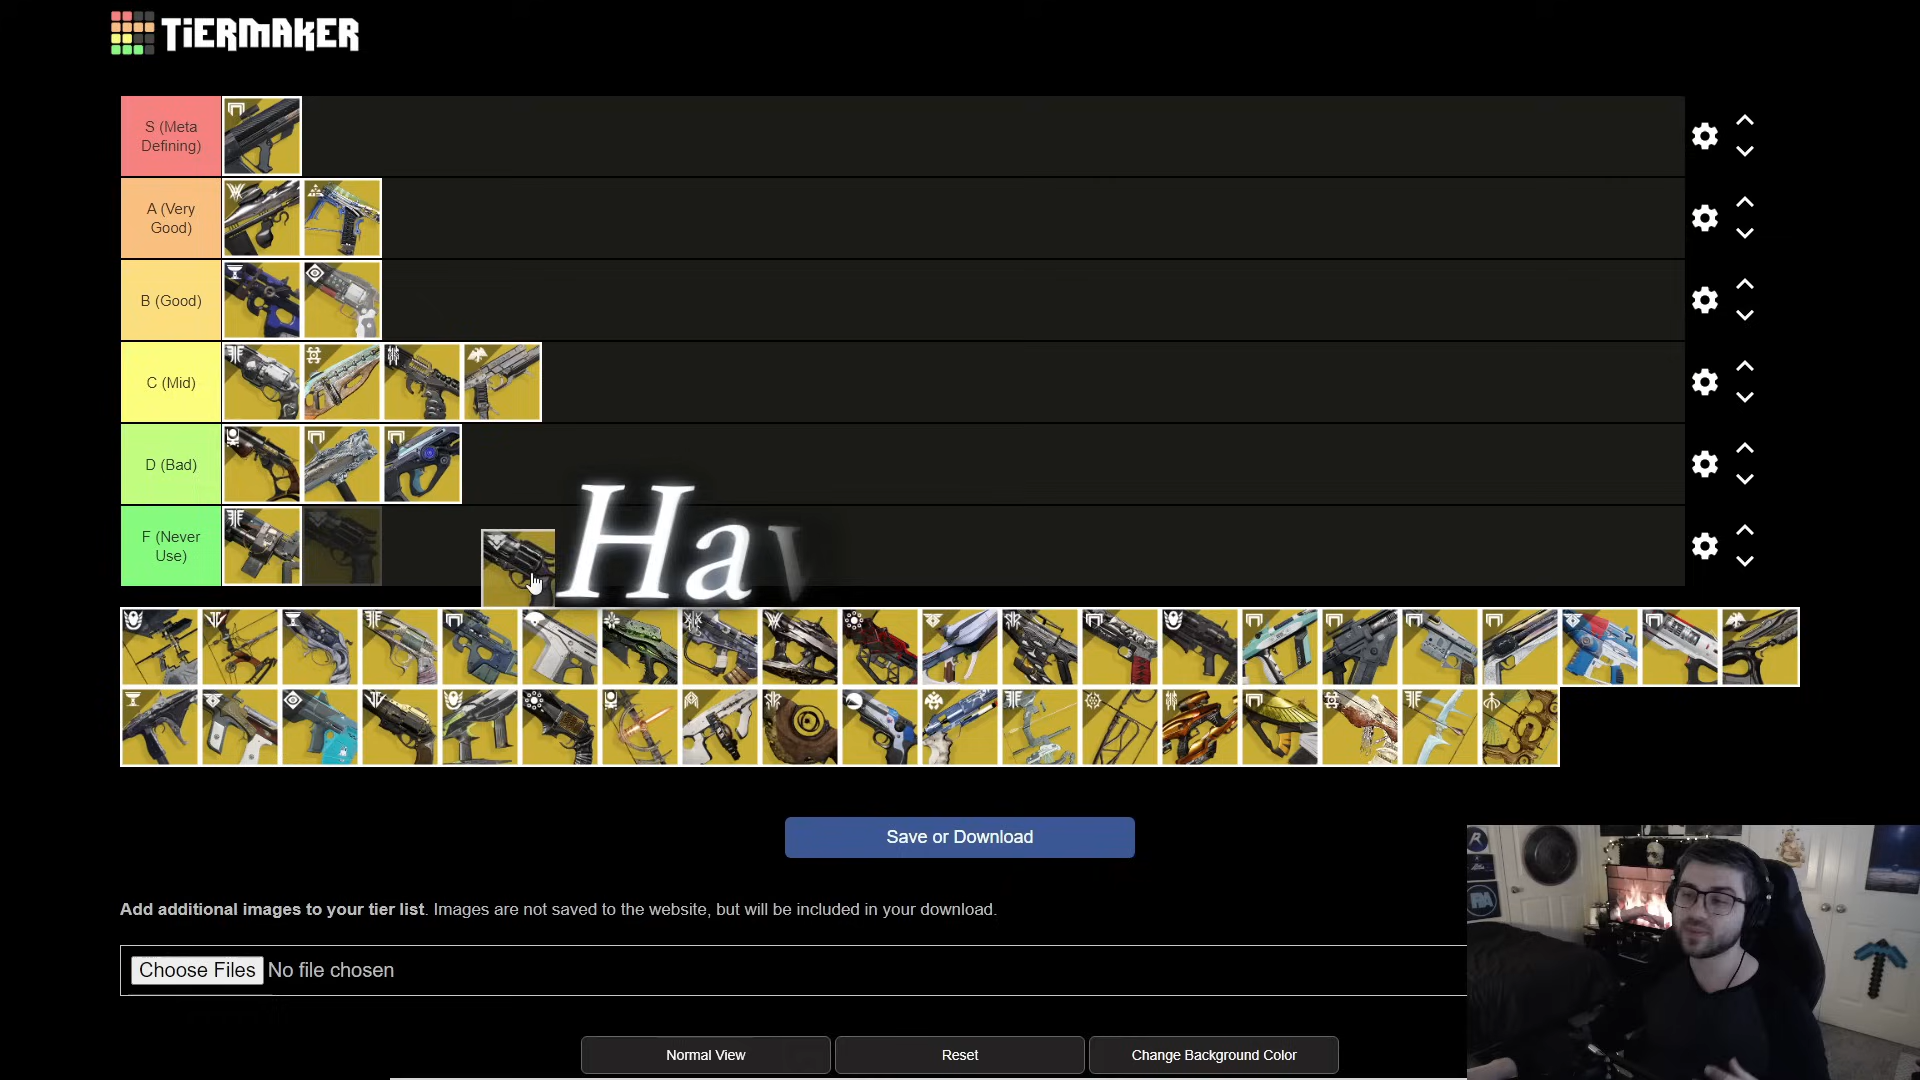 TiERMAKER
S (Meta
Defining)
A (Very
Good)
B (Good)
C (Mid)
D (Bad)
F (Never
Use)
Hav
Save or Download
Add additional images to your tier list. Images are not saved to the website, but will be included in your download.
Choose Files No file chosen
Normal View
Reset
Change Background Color